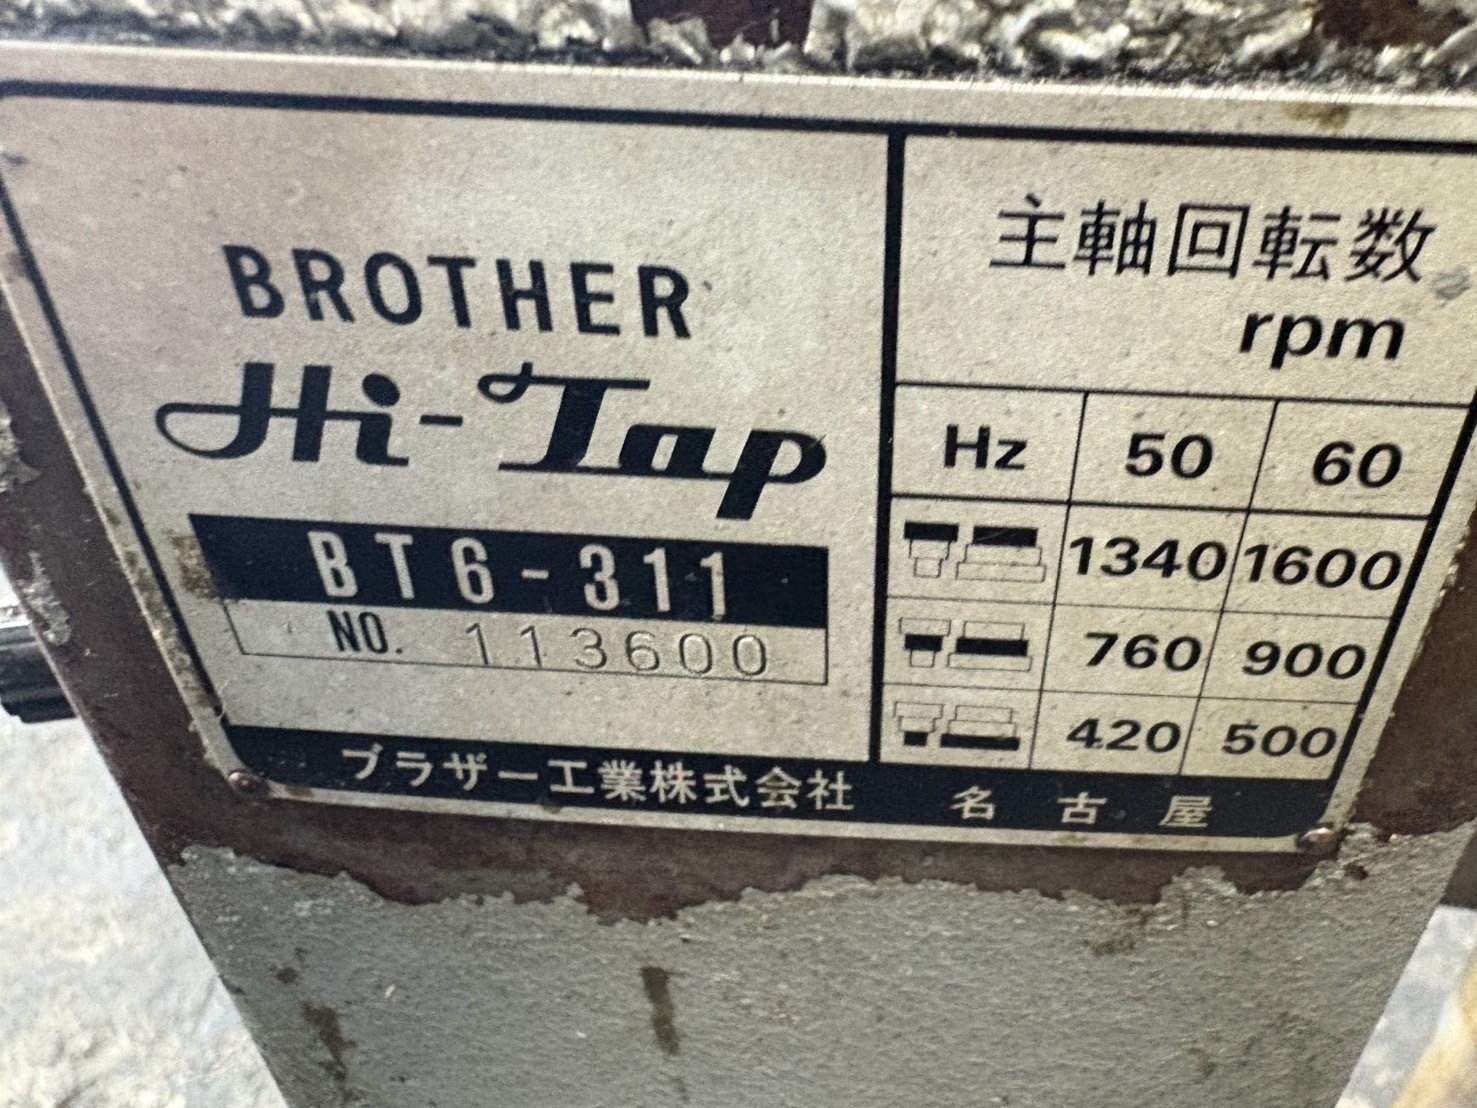 BROTHER
Hi-Tap
BT6-311
NO. 113600
主軸回転数
rpm
Hz 50 60
1340 1600
760 900
420 500
ブラザー工業株式会社 名古屋